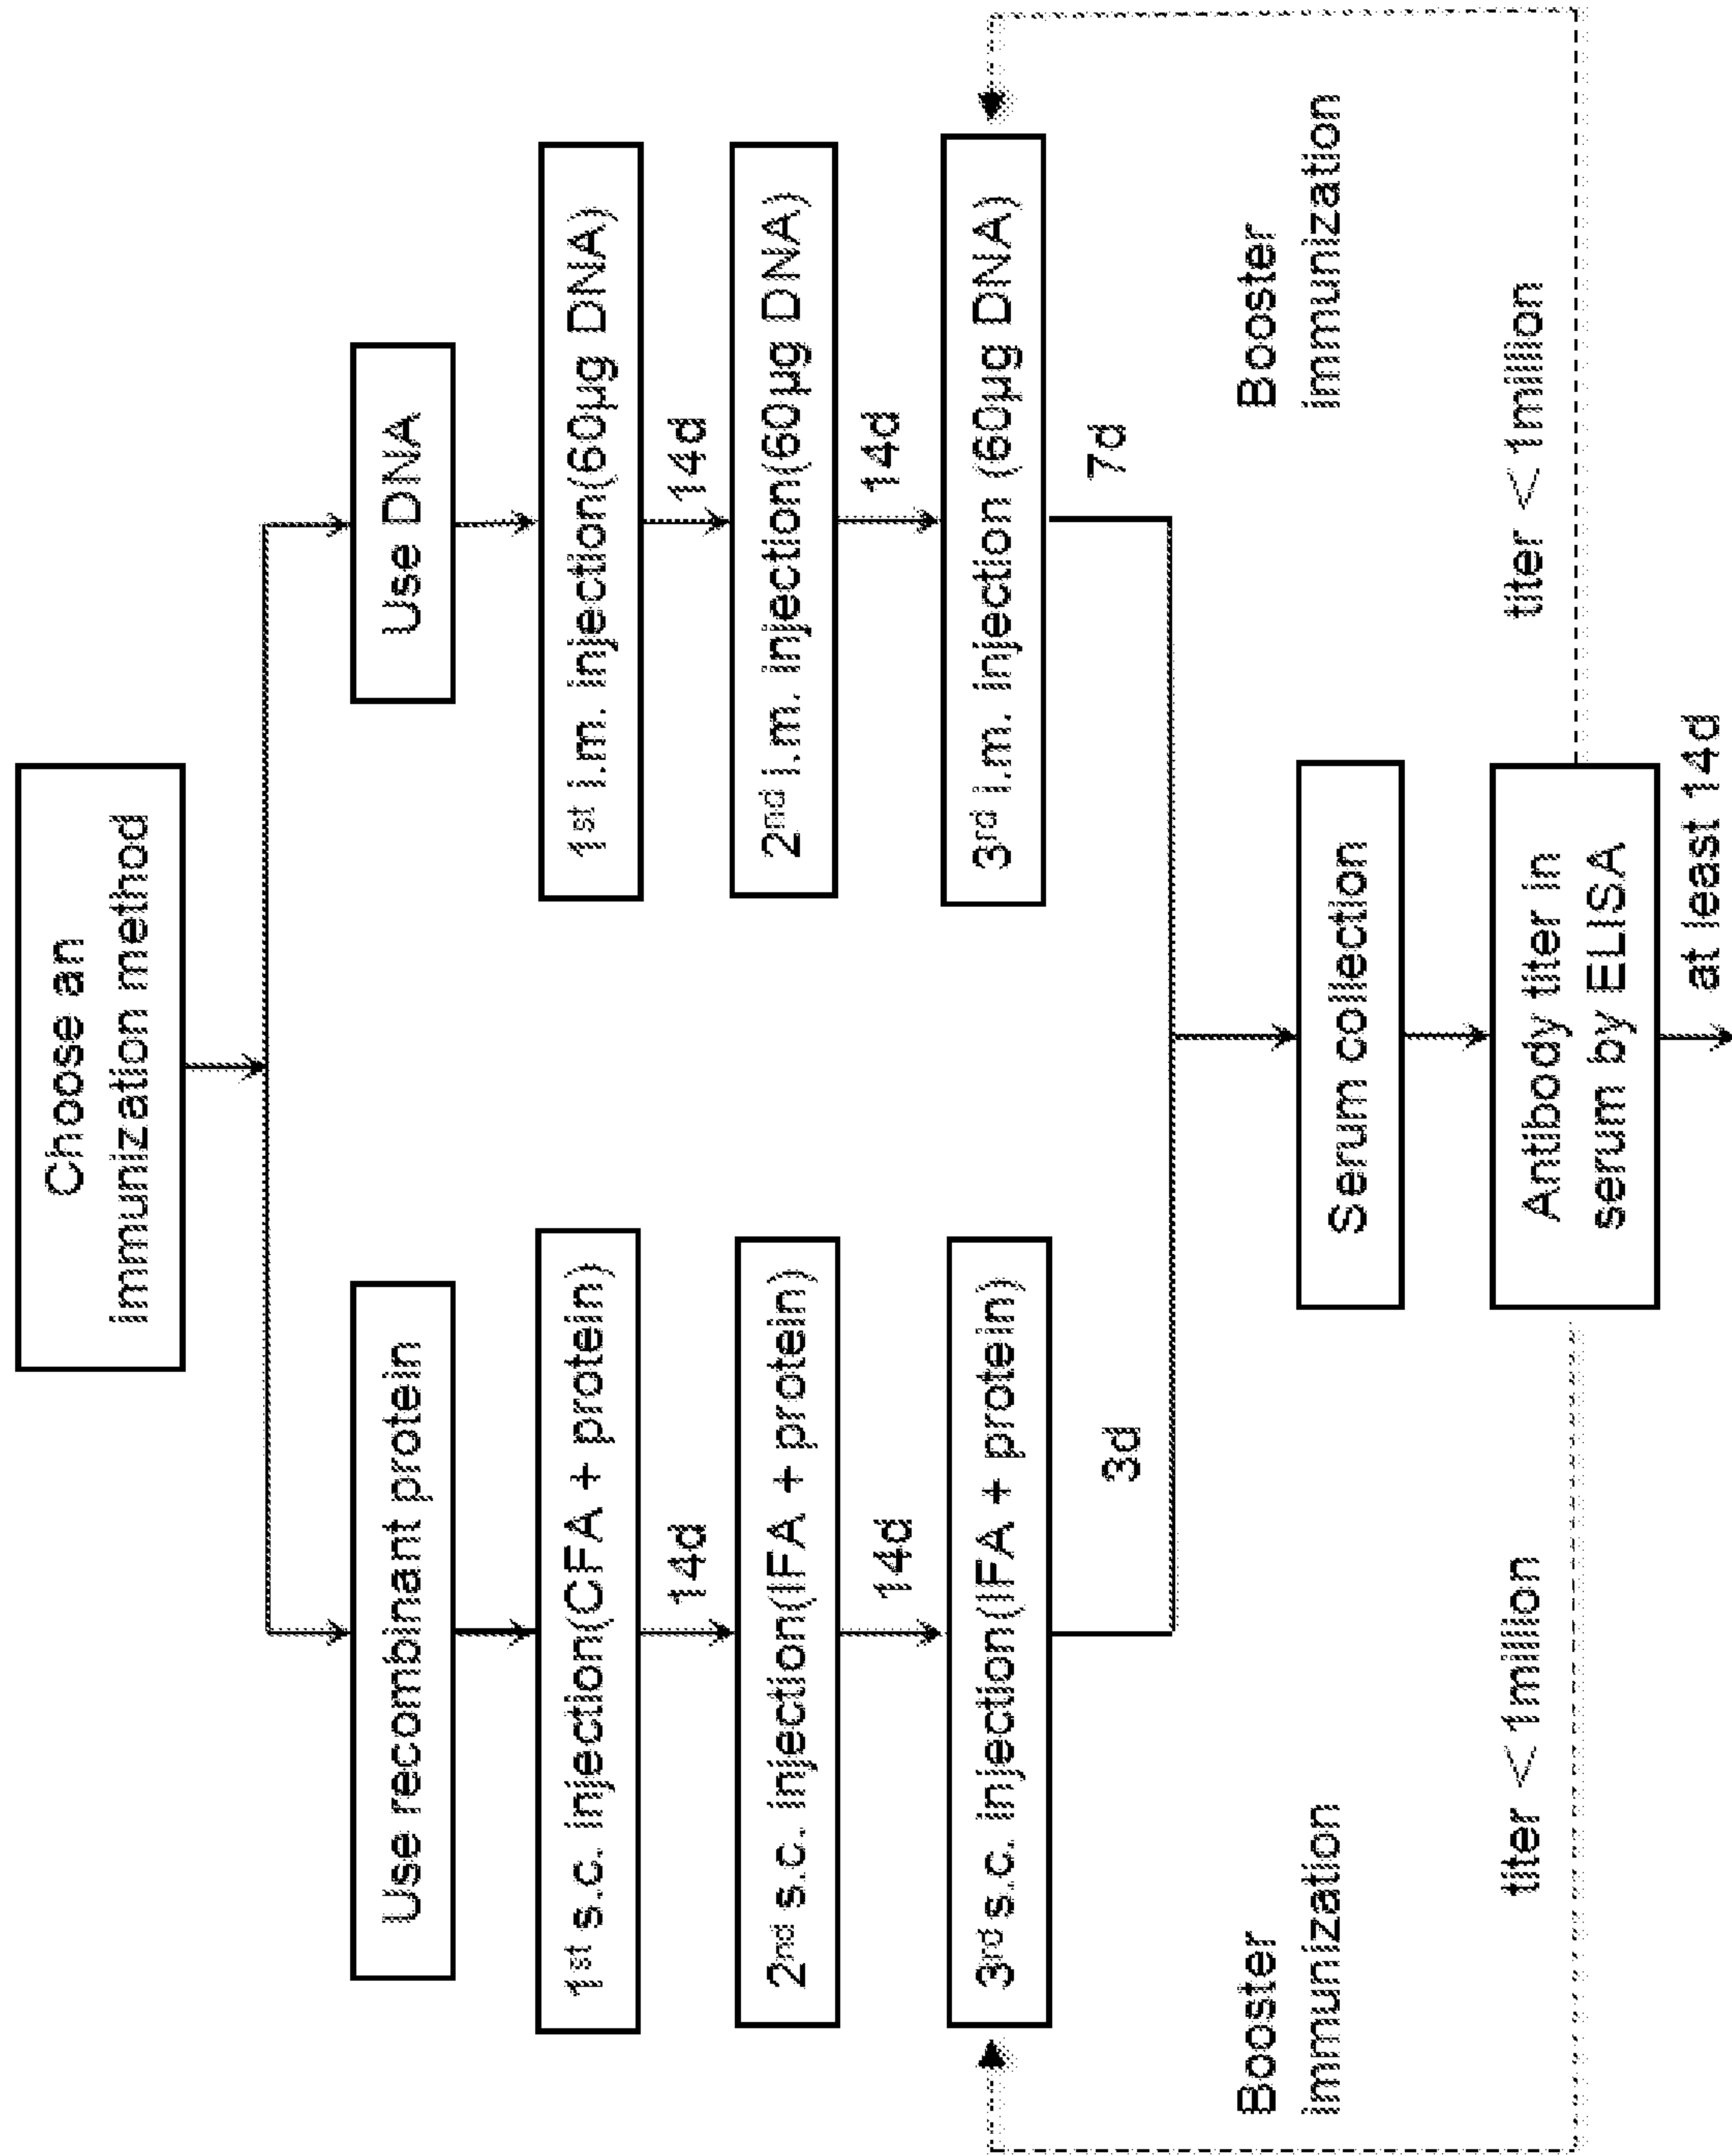 Choose an
immunization method
Use recombinant protein
Use DNA
1st s.c. injection(CFA + protein)
1st i.m. injection(60µg DNA)
14d
14d
2nd s.c. injection(IFA + protein)
2nd i.m. injection(60µg DNA)
14d
14d
3rd s.c. injection(IFA + protein)
3rd i.m. injection (60µg DNA)
3d
7d
Booster
immunization
Booster
immunization
Serum collection
titer <1million
titer <1million
Antibody titer in
serum by ELISA
at least 14d